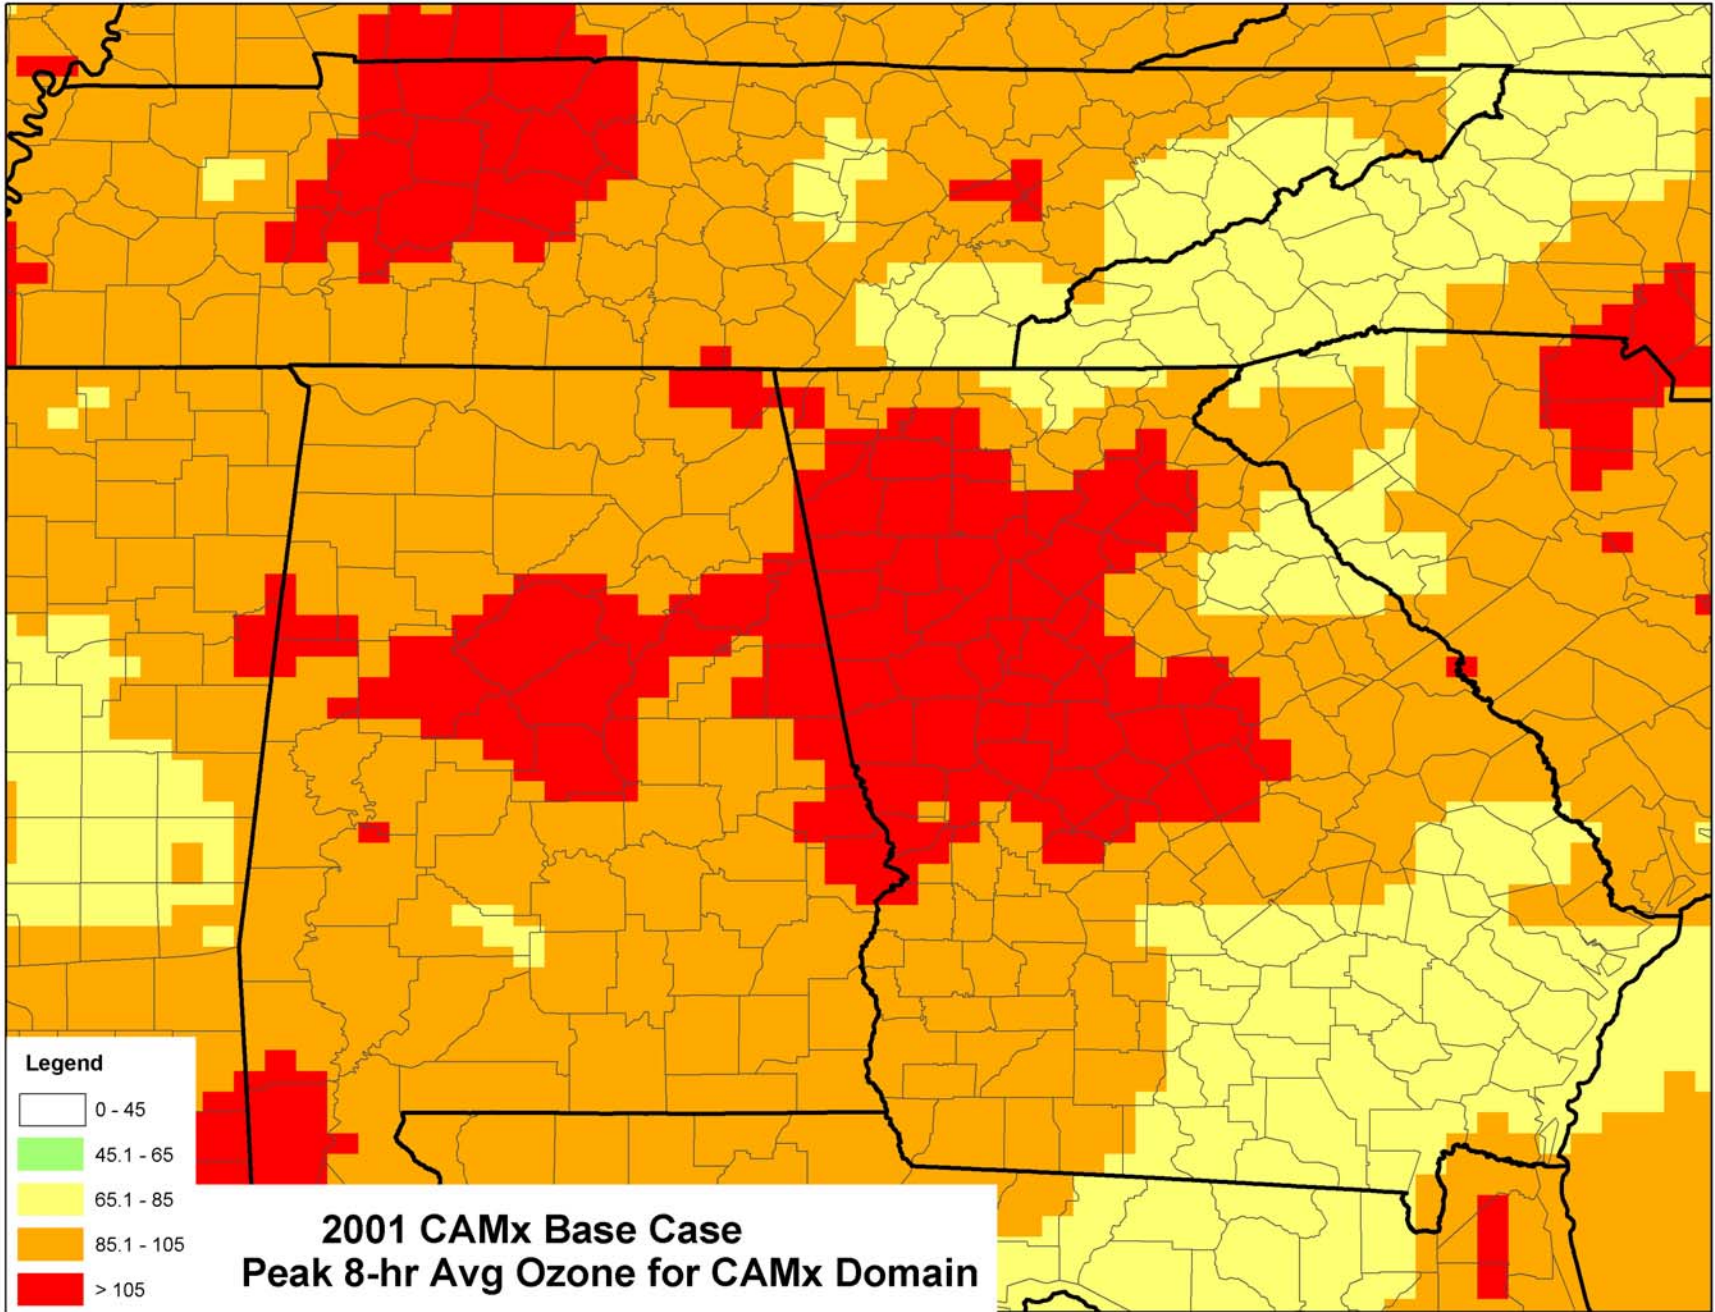 Legend
0 - 45
45.1 - 65
65.1 - 85
85.1 - 105
> 105
2001 CAMx Base Case
Peak 8-hr Avg Ozone for CAMx Domain